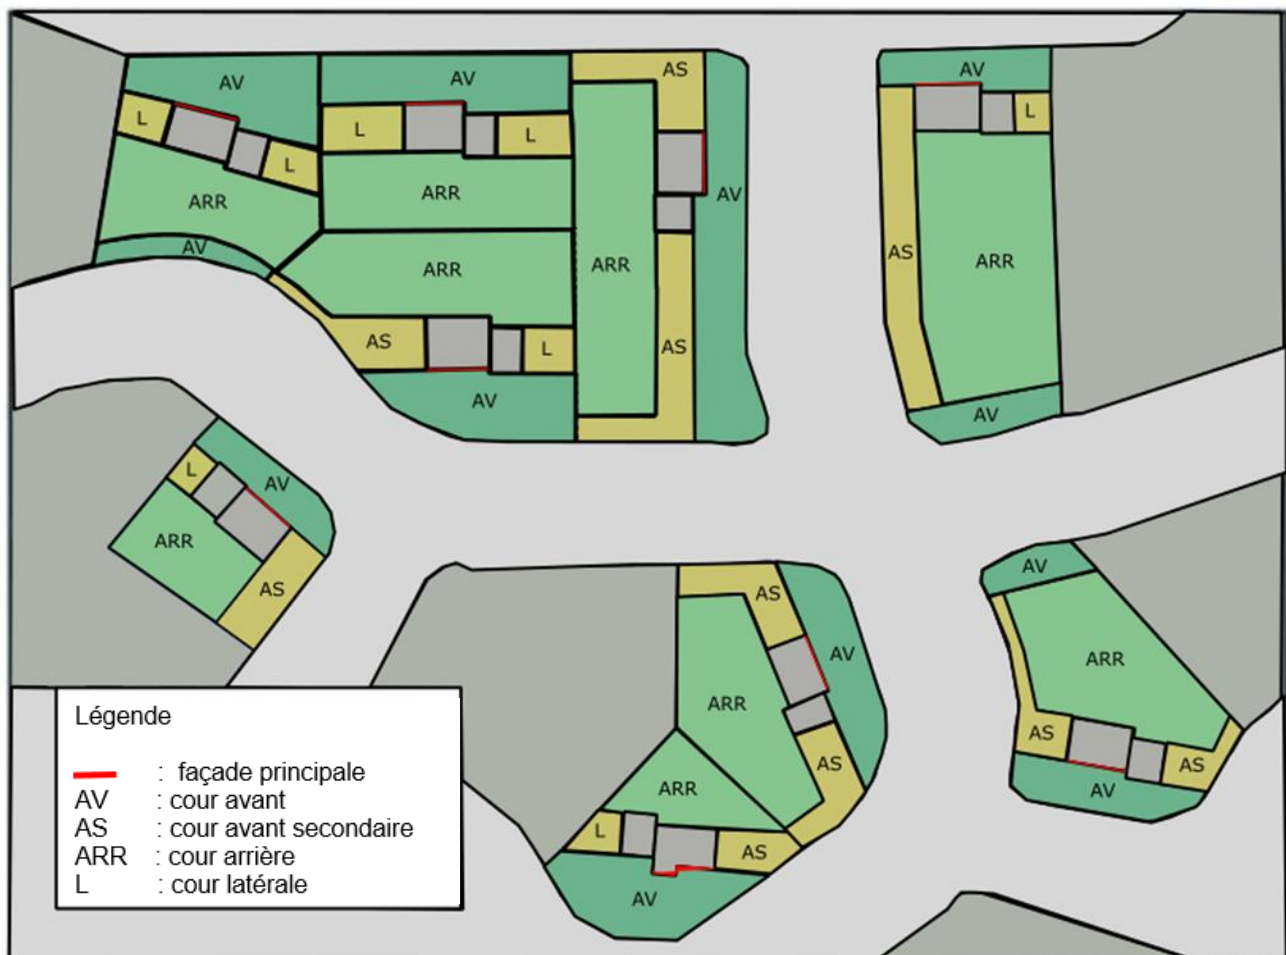 AV
AV
AS
AV
L
L
L
L
L
ARR
ARR
AV
AV
ARR
ARR
AS
ARR
AS
L
AS
AV
AV
L
AV
ARR
AS
AV
AS
ARR
AV
ARR
AS
AS
AS
AV
ARR
L
AS
AV
Légende
: façade principale
AV : cour avant
AS : cour avant secondaire
ARR : cour arrière
L : cour latérale